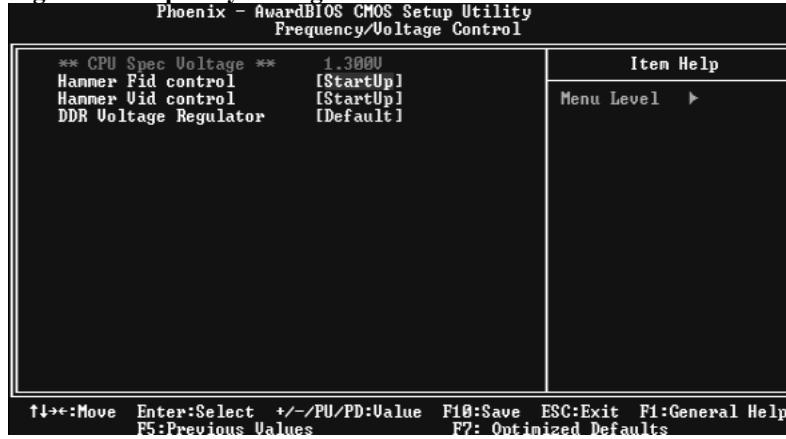 Phoenix - AwardBIOS CMOS Setup Utility
Frequency/Voltage Control
** CPU Spec Voltage ** 1.300V
Hammer Fid control [StartUp]
Hammer Vid control [StartUp]
DDR Voltage Regulator [Default]
Item Help
Menu Level ▶
↑↓→←:Move Enter:Select +/-/PU/PD:Value F10:Save ESC:Exit F1:General Help
F5:Previous Values F7: Optimized Defaults